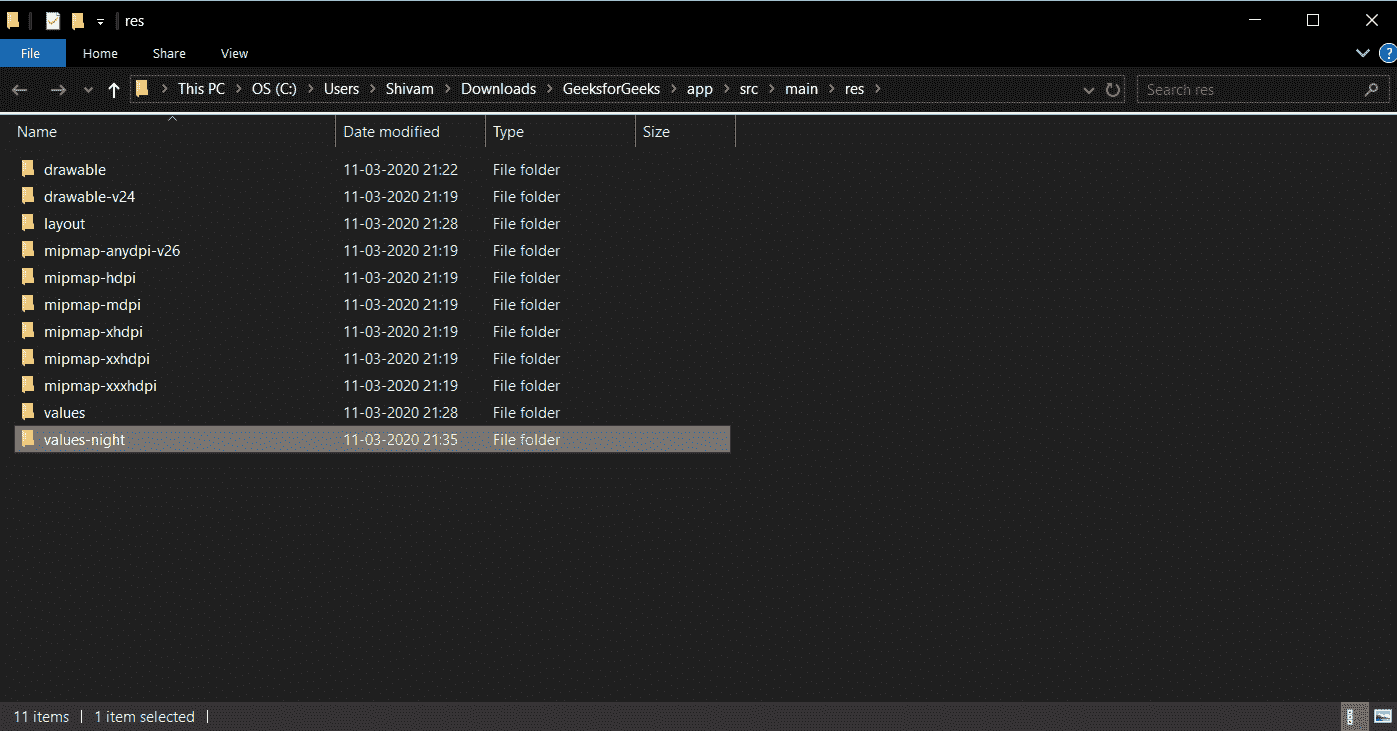 res
File Home Share View
?
This PC OS (C:) Users Shivam Downloads GeeksforGeeks app src main res Search res
Name Date modified Type Size
drawable 11-03-2020 21:22 File folder
drawable-v24 11-03-2020 21:19 File folder
layout 11-03-2020 21:28 File folder
mipmap-anydpi-v26 11-03-2020 21:19 File folder
mipmap-hdpi 11-03-2020 21:19 File folder
mipmap-mdpi 11-03-2020 21:19 File folder
mipmap-xhdpi 11-03-2020 21:19 File folder
mipmap-xxhdpi 11-03-2020 21:19 File folder
mipmap-xxxhdpi 11-03-2020 21:19 File folder
values 11-03-2020 21:28 File folder
values-night 11-03-2020 21:35 File folder
11 items 1 item selected